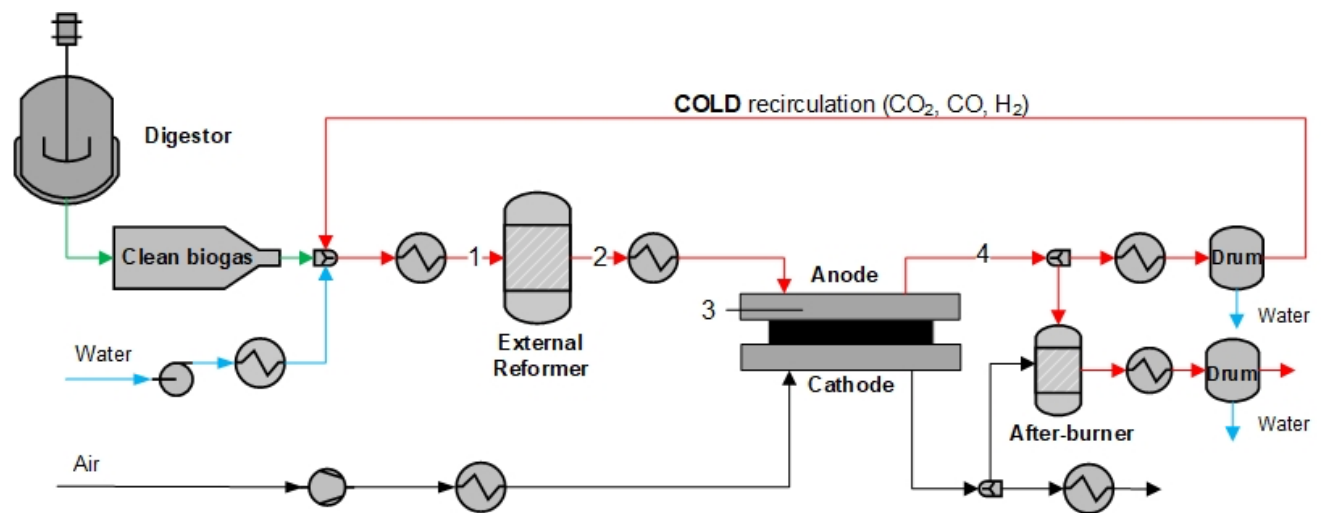 COLD recirculation (CO₂, CO, H₂)
Digestor
Clean biogas
1
2
4
Drum
Anode
3
Water
External
Reformer
Water
Cathode
Drum
After-burner
Water
Air